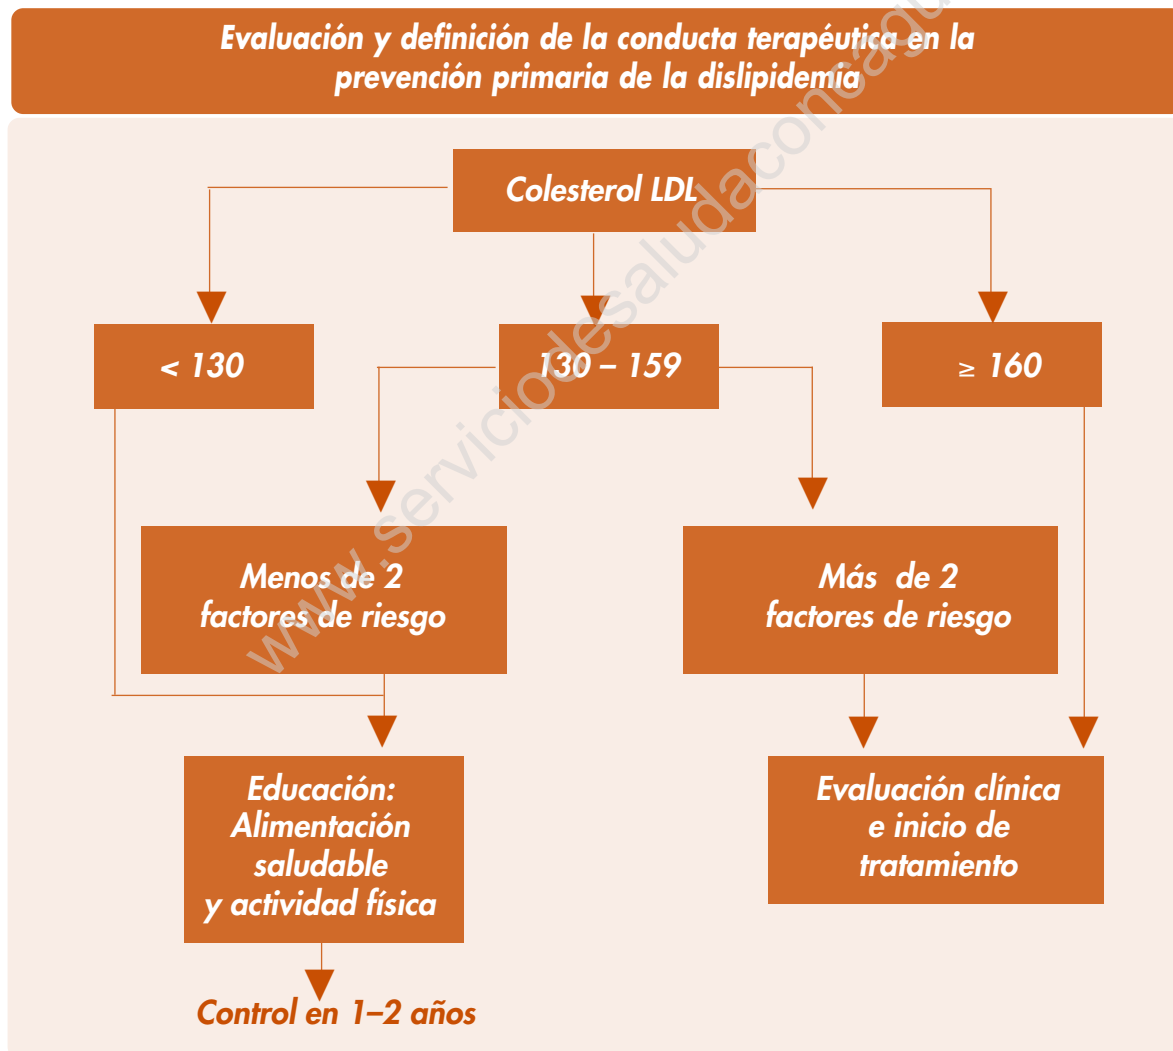 Evaluación y definición de la conducta terapéutica en la
prevención primaria de la dislipidemia
Colesterol LDL
< 130
130 – 159
≥ 160
Menos de 2
factores de riesgo
Más de 2
factores de riesgo
Educación:
Alimentación
saludable
y actividad física
Evaluación clínica
e inicio de
tratamiento
Control en 1–2 años
www.serviciodesaludaconcagu